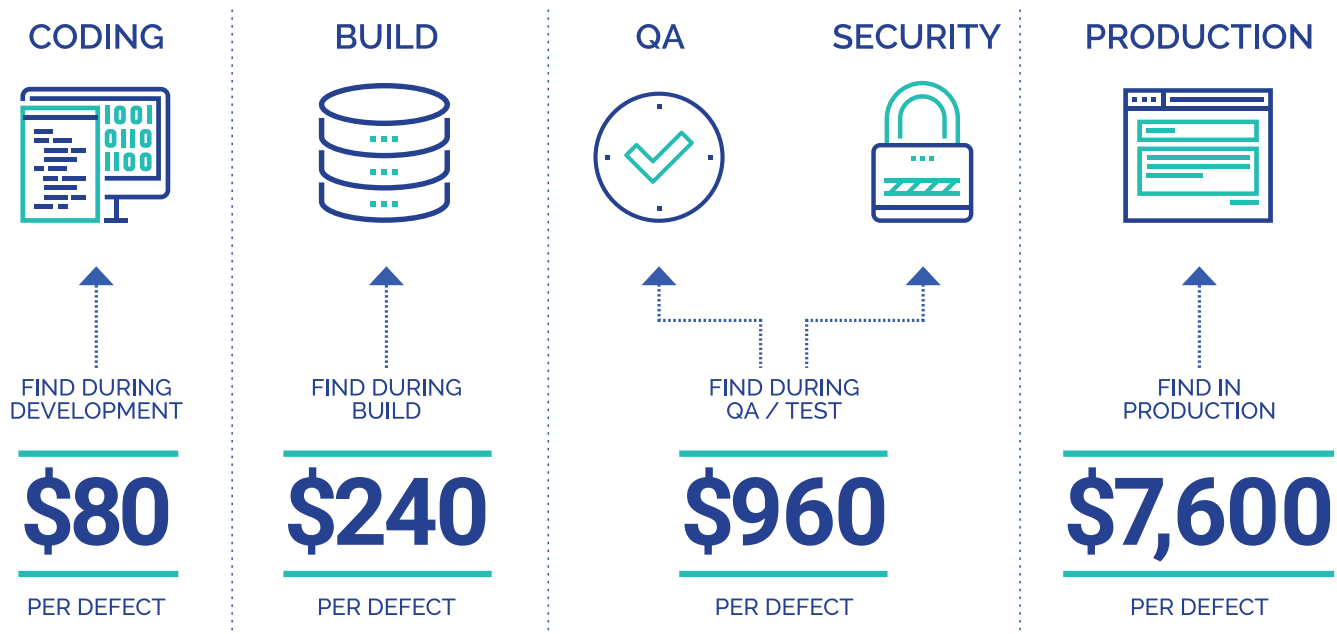 CODING
BUILD
QA
SECURITY
PRODUCTION
1001
0110
1100
FIND DURING
DEVELOPMENT
FIND DURING
BUILD
FIND DURING
QA / TEST
FIND IN
PRODUCTION
$80
$240
$960
$7,600
PER DEFECT
PER DEFECT
PER DEFECT
PER DEFECT